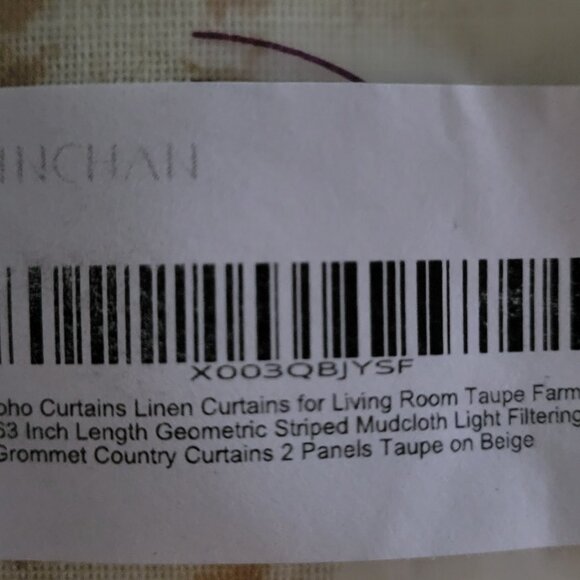 INCHAN
X003QBJYSF
oho Curtains Linen Curtains for Living Room Taupe Farm
63 Inch Length Geometric Striped Mudcloth Light Filtering
Grommet Country Curtains 2 Panels Taupe on Beige